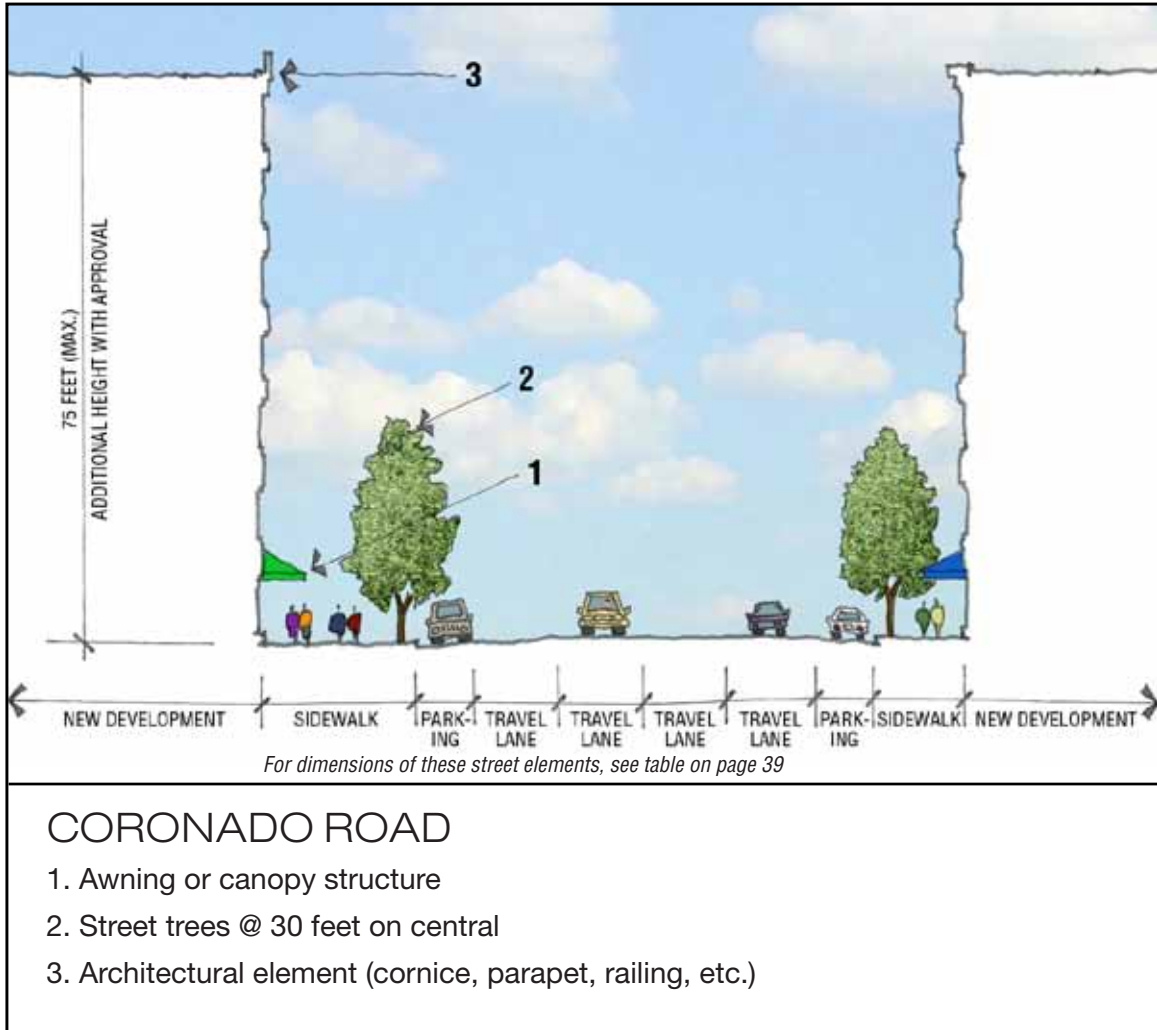 3
75 FEET (MAX.)
ADDITIONAL HEIGHT WITH APPROVAL
2
1
NEW DEVELOPMENT
SIDEWALK
PARK-
ING
TRAVEL
LANE
TRAVEL
LANE
TRAVEL
LANE
TRAVEL
LANE
PARK-
ING
SIDEWALK
NEW DEVELOPMENT
For dimensions of these street elements, see table on page 39
CORONADO ROAD
1. Awning or canopy structure
2. Street trees @ 30 feet on central
3. Architectural element (cornice, parapet, railing, etc.)